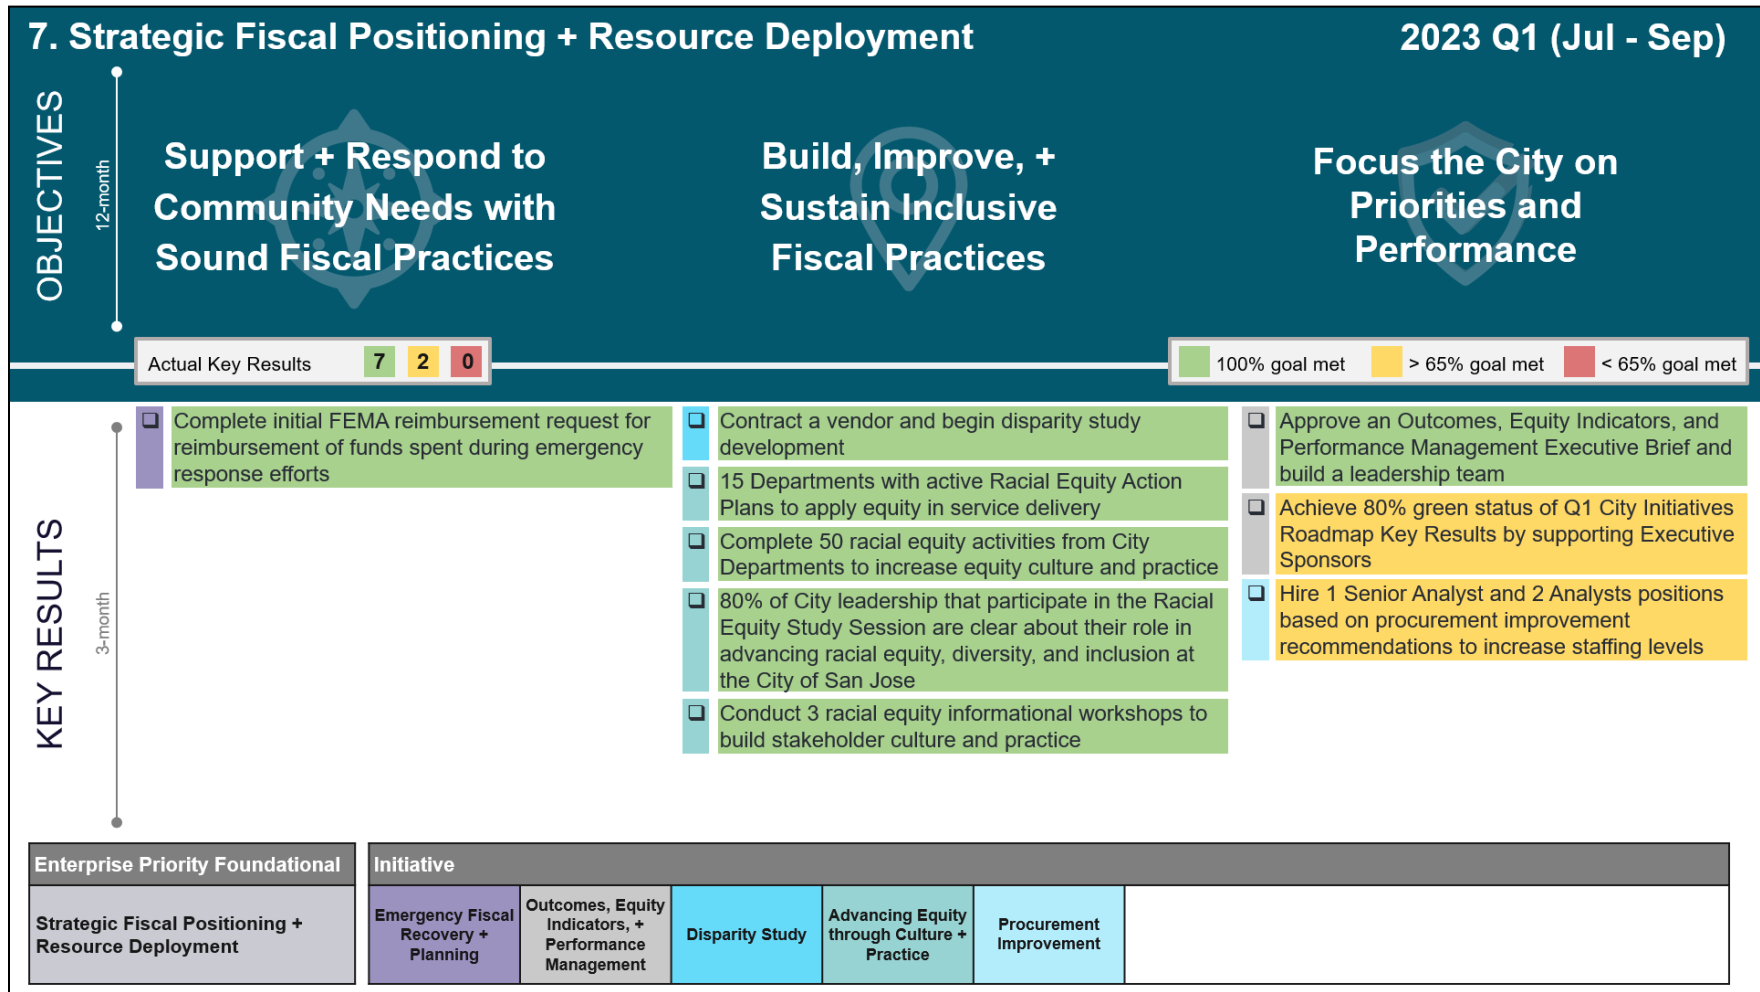 7. Strategic Fiscal Positioning + Resource Deployment
2023 Q1 (Jul - Sep)
OBJECTIVES
12-month
Support + Respond to
Community Needs with
Sound Fiscal Practices
Build, Improve, +
Sustain Inclusive
Fiscal Practices
Focus the City on
Priorities and
Performance
Actual Key Results 7 2 0
100% goal met > 65% goal met < 65% goal met
KEY RESULTS
3-month
❑ Complete initial FEMA reimbursement request for
reimbursement of funds spent during emergency
response efforts
❑ Contract a vendor and begin disparity study
development
❑ 15 Departments with active Racial Equity Action
Plans to apply equity in service delivery
❑ Complete 50 racial equity activities from City
Departments to increase equity culture and practice
❑ 80% of City leadership that participate in the Racial
Equity Study Session are clear about their role in
advancing racial equity, diversity, and inclusion at
the City of San Jose
❑ Conduct 3 racial equity informational workshops to
build stakeholder culture and practice
❑ Approve an Outcomes, Equity Indicators, and
Performance Management Executive Brief and
build a leadership team
❑ Achieve 80% green status of Q1 City Initiatives
Roadmap Key Results by supporting Executive
Sponsors
❑ Hire 1 Senior Analyst and 2 Analysts positions
based on procurement improvement
recommendations to increase staffing levels
Enterprise Priority Foundational
Strategic Fiscal Positioning +
Resource Deployment
Initiative
Emergency Fiscal
Recovery +
Planning
Outcomes, Equity
Indicators, +
Performance
Management
Disparity Study
Advancing Equity
through Culture +
Practice
Procurement
Improvement